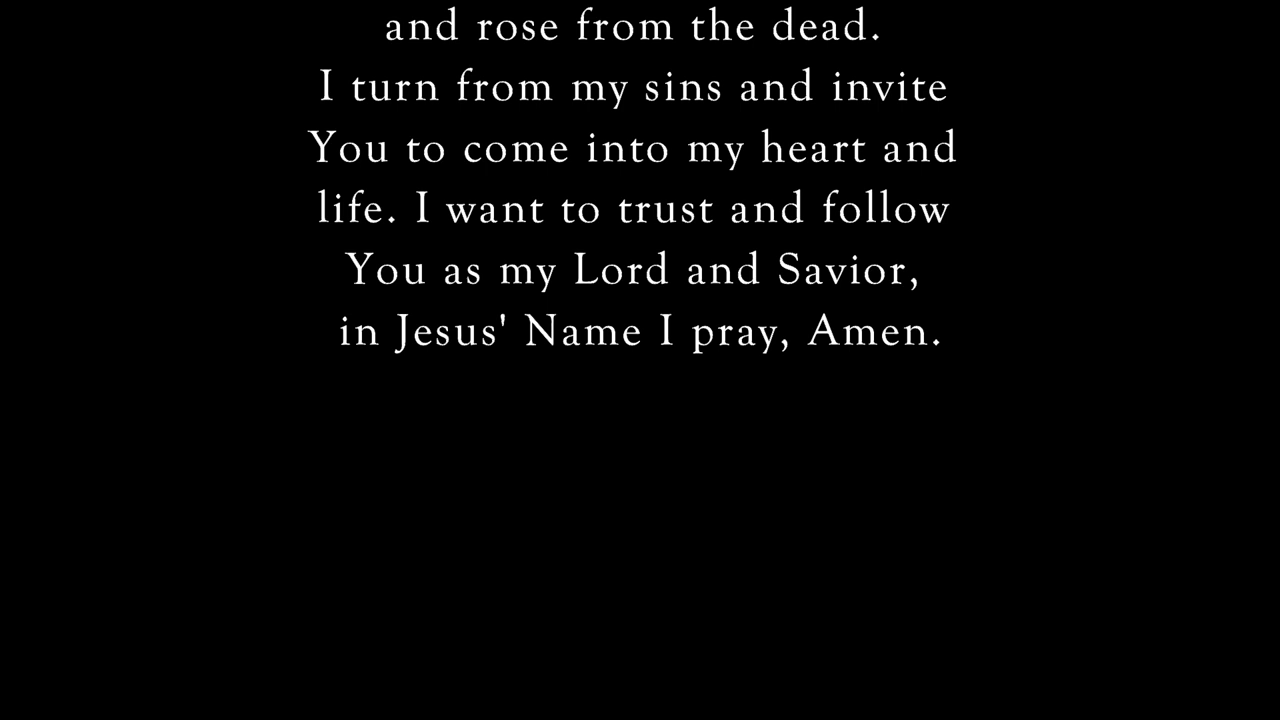 and rose from the dead.
I turn from my sins and invite
You to come into my heart and
life. I want to trust and follow
You as my Lord and Savior,
in Jesus' Name I pray, Amen.